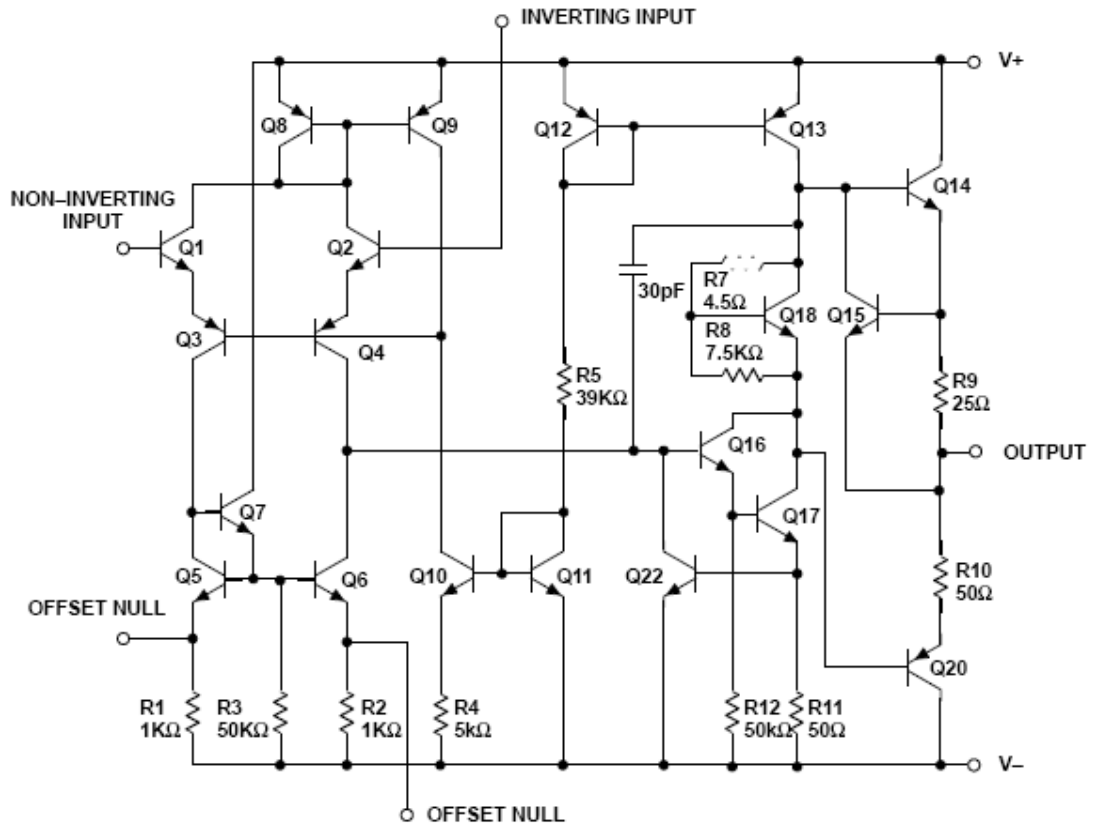 INVERTING INPUT
V+
Q8
Q9
Q12
Q13
Q14
NON–INVERTING
INPUT
Q1
Q2
R7
4.5Ω
30pF
Q18
Q15
Q3
Q4
R8
7.5KΩ
R5
39KΩ
R9
25Ω
Q16
OUTPUT
Q7
Q17
Q5
Q6
Q10
Q11
Q22
R10
50Ω
OFFSET NULL
Q20
R1
1KΩ
R3
50KΩ
R2
1KΩ
R4
5kΩ
R12
50kΩ
R11
50Ω
V–
OFFSET NULL